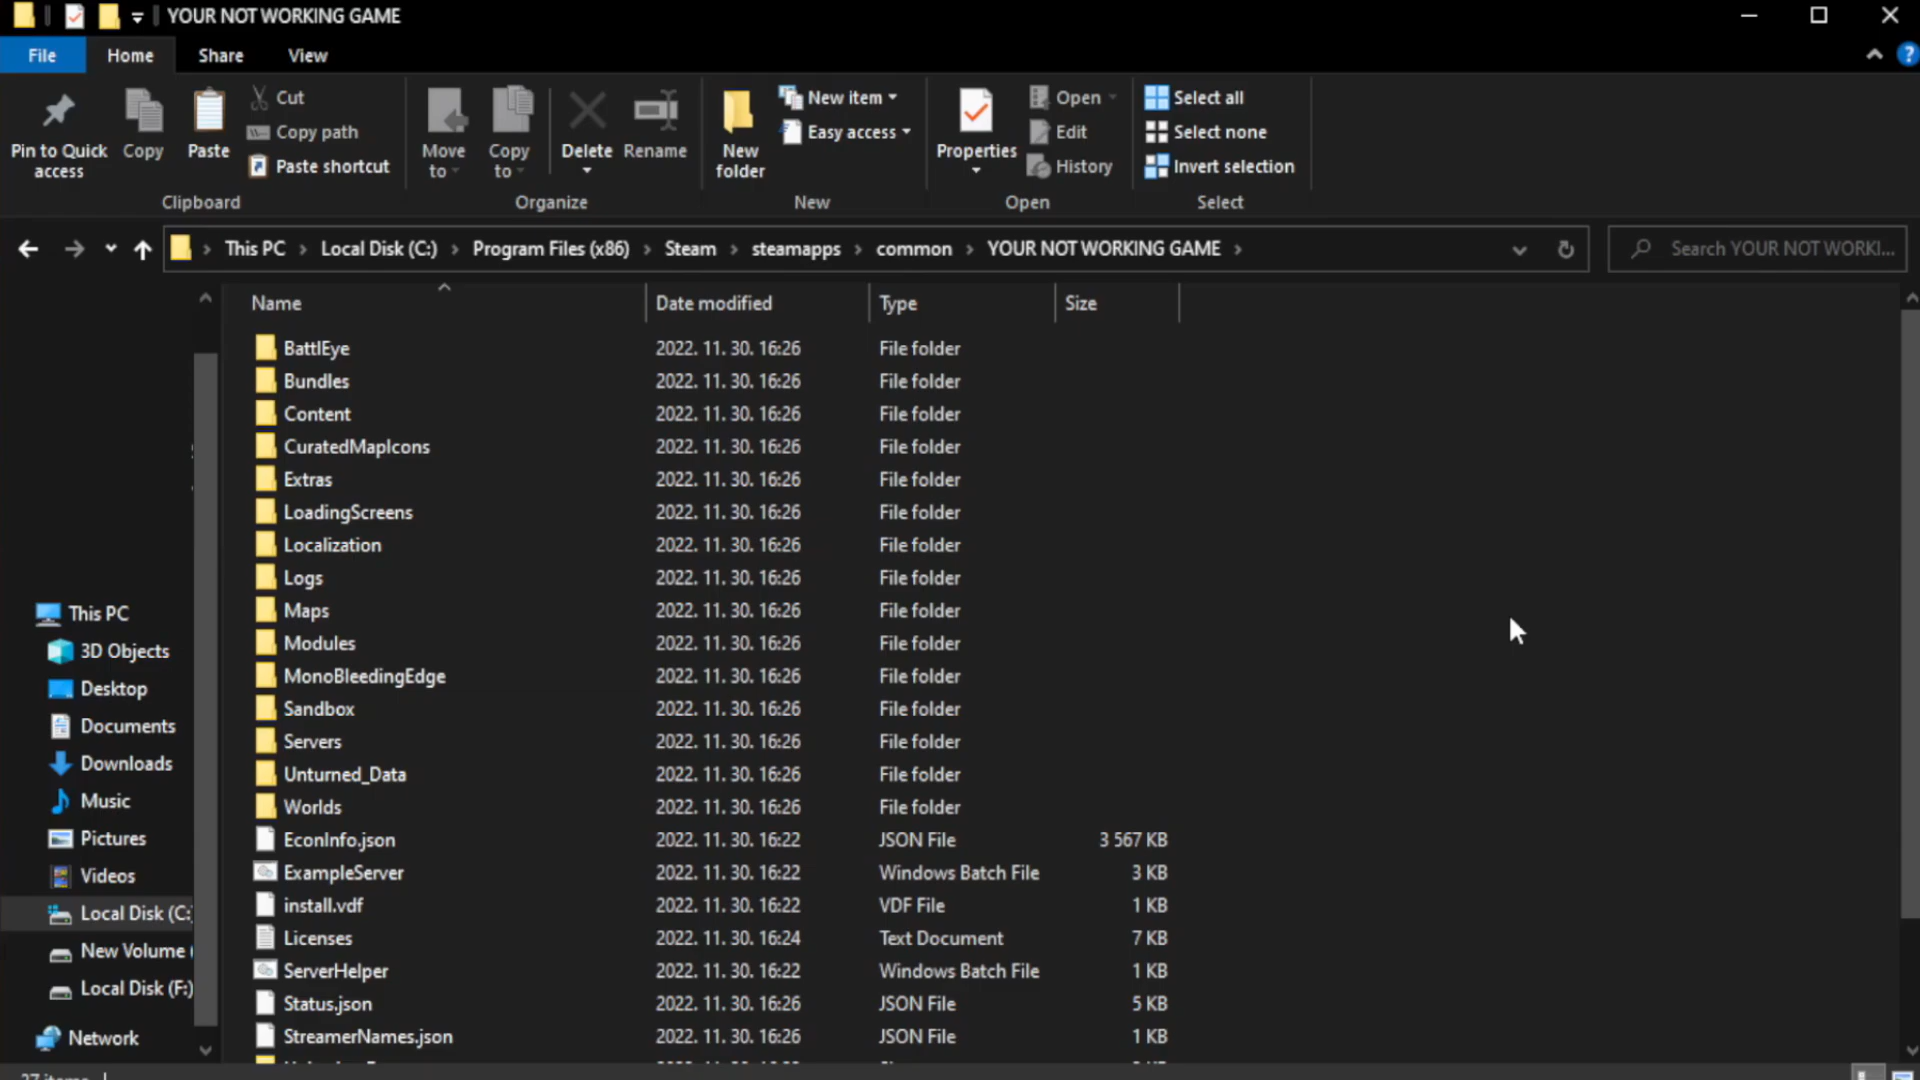 YOUR NOT WORKING GAME
File Home Share View
Pin to Quick access
Copy
Paste
Cut
Copy path
Paste shortcut
Clipboard
Move to
Copy to
Delete
Rename
Organize
New folder
New item
Easy access
New
Properties
Open
Edit
History
Open
Select all
Select none
Invert selection
Select
This PC Local Disk (C:) Program Files (x86) Steam steamapps common YOUR NOT WORKING GAME
Search YOUR NOT WORKI...
This PC
3D Objects
Desktop
Documents
Downloads
Music
Pictures
Videos
Local Disk (C:
New Volume (
Local Disk (F:)
Network
Name Date modified Type Size
BattlEye 2022. 11. 30. 16:26 File folder
Bundles 2022. 11. 30. 16:26 File folder
Content 2022. 11. 30. 16:26 File folder
CuratedMapIcons 2022. 11. 30. 16:26 File folder
Extras 2022. 11. 30. 16:26 File folder
LoadingScreens 2022. 11. 30. 16:26 File folder
Localization 2022. 11. 30. 16:26 File folder
Logs 2022. 11. 30. 16:26 File folder
Maps 2022. 11. 30. 16:26 File folder
Modules 2022. 11. 30. 16:26 File folder
MonoBleedingEdge 2022. 11. 30. 16:26 File folder
Sandbox 2022. 11. 30. 16:26 File folder
Servers 2022. 11. 30. 16:26 File folder
Unturned_Data 2022. 11. 30. 16:26 File folder
Worlds 2022. 11. 30. 16:26 File folder
EconInfo.json 2022. 11. 30. 16:22 JSON File 3 567 KB
ExampleServer 2022. 11. 30. 16:22 Windows Batch File 3 KB
install.vdf 2022. 11. 30. 16:22 VDF File 1 KB
Licenses 2022. 11. 30. 16:24 Text Document 7 KB
ServerHelper 2022. 11. 30. 16:22 Windows Batch File 1 KB
Status.json 2022. 11. 30. 16:26 JSON File 5 KB
StreamerNames.json 2022. 11. 30. 16:26 JSON File 1 KB